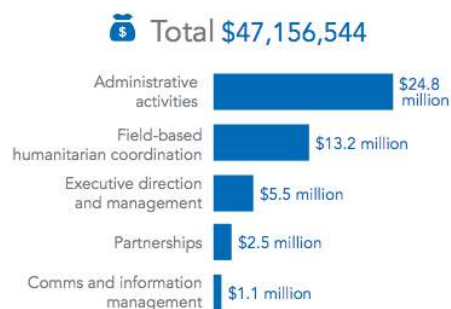 Total $47,156,544
Administrative
activities
$24.8
million
Field-based
humanitarian coordination
$13.2 million
Executive direction
and management
$5.5 million
Partnerships
$2.5 million
Comms and information
management
$1.1 million